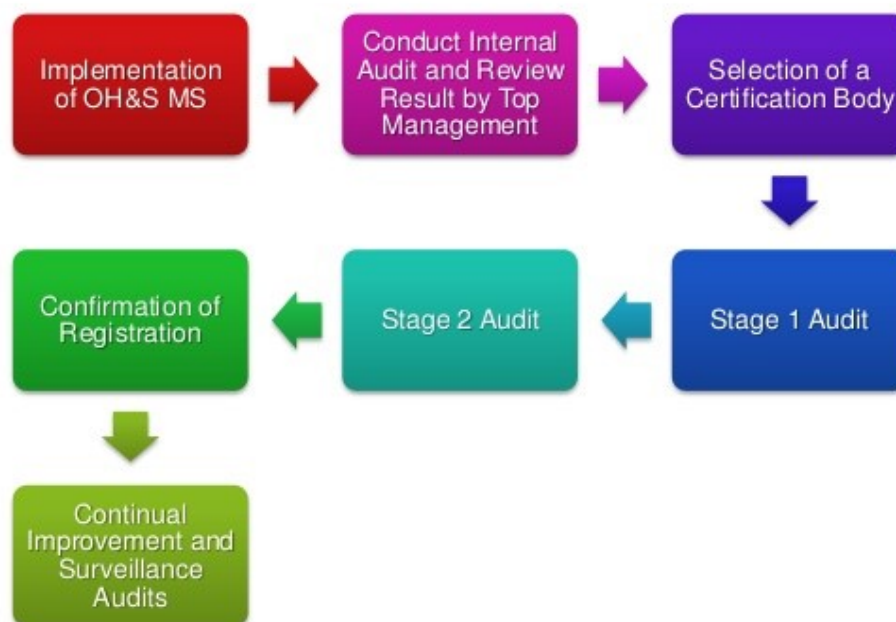 Implementation
of OH&S MS
Conduct Internal
Audit and Review
Result by Top
Management
Selection of a
Certification Body
Stage 1 Audit
Stage 2 Audit
Confirmation of
Registration
Continual
Improvement and
Surveillance
Audits